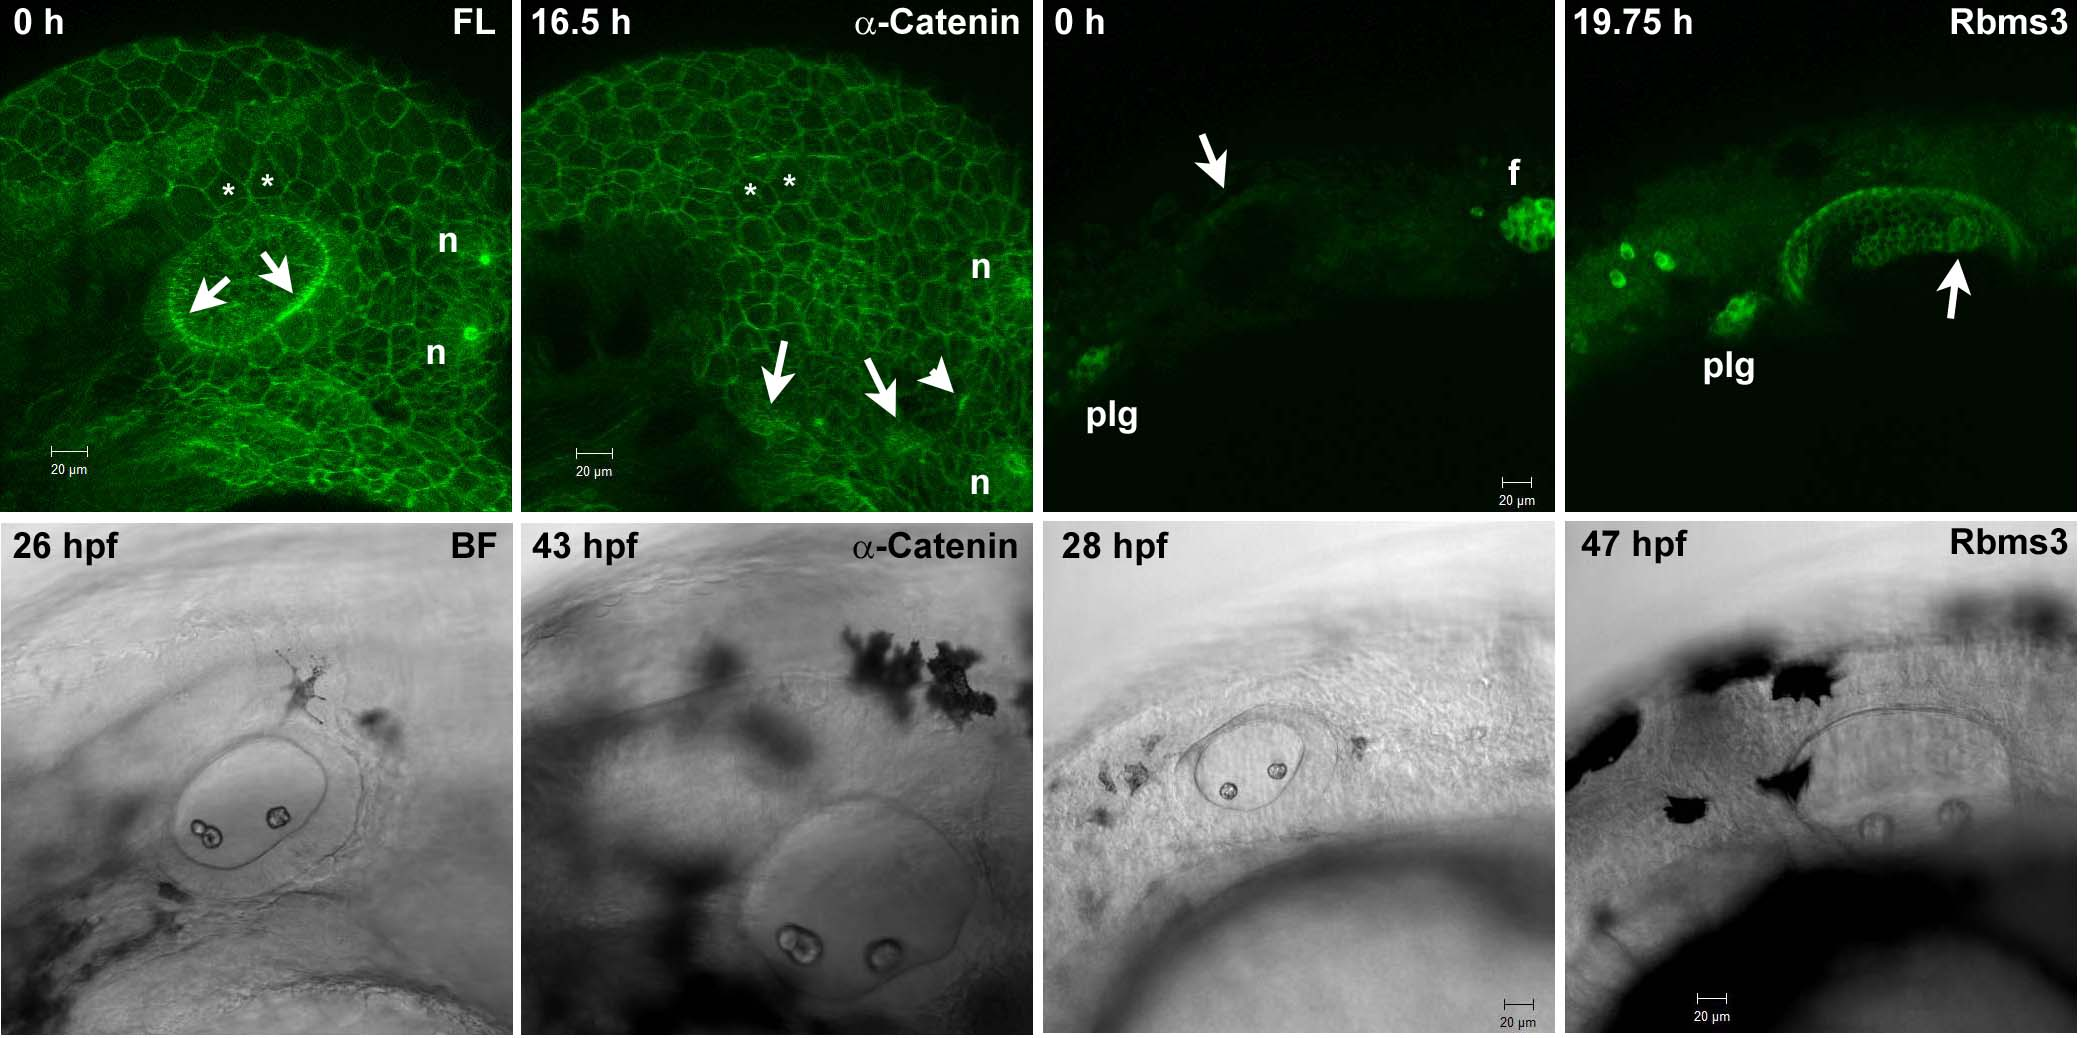 0 h FL
* *
n
n
20 μm
16.5 h α-Catenin
* *
n
n
20 μm
0 h
f
plg
20 μm
19.75 h Rbms3
plg
26 hpf BF
43 hpf α-Catenin
28 hpf
20 μm
47 hpf Rbms3
20 μm